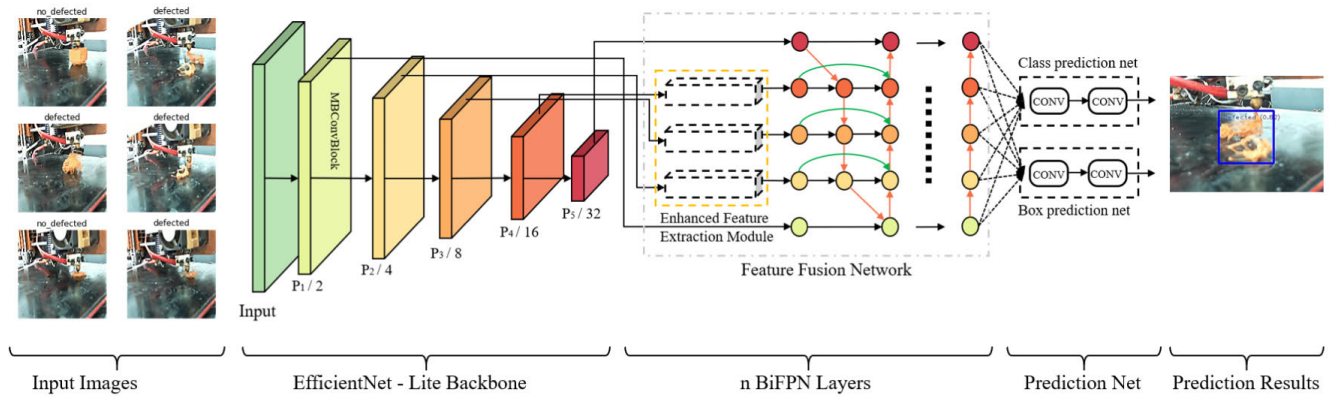 no_defected
defected
defected
defected
no_defected
defected
MBConvBlock
Input
P1 / 2
P2 / 4
P3 / 8
P4 / 16
P5 / 32
Enhanced Feature
Extraction Module
Feature Fusion Network
Class prediction net
CONV
CONV
CONV
CONV
Box prediction net
Input Images
EfficientNet - Lite Backbone
n BiFPN Layers
Prediction Net
Prediction Results